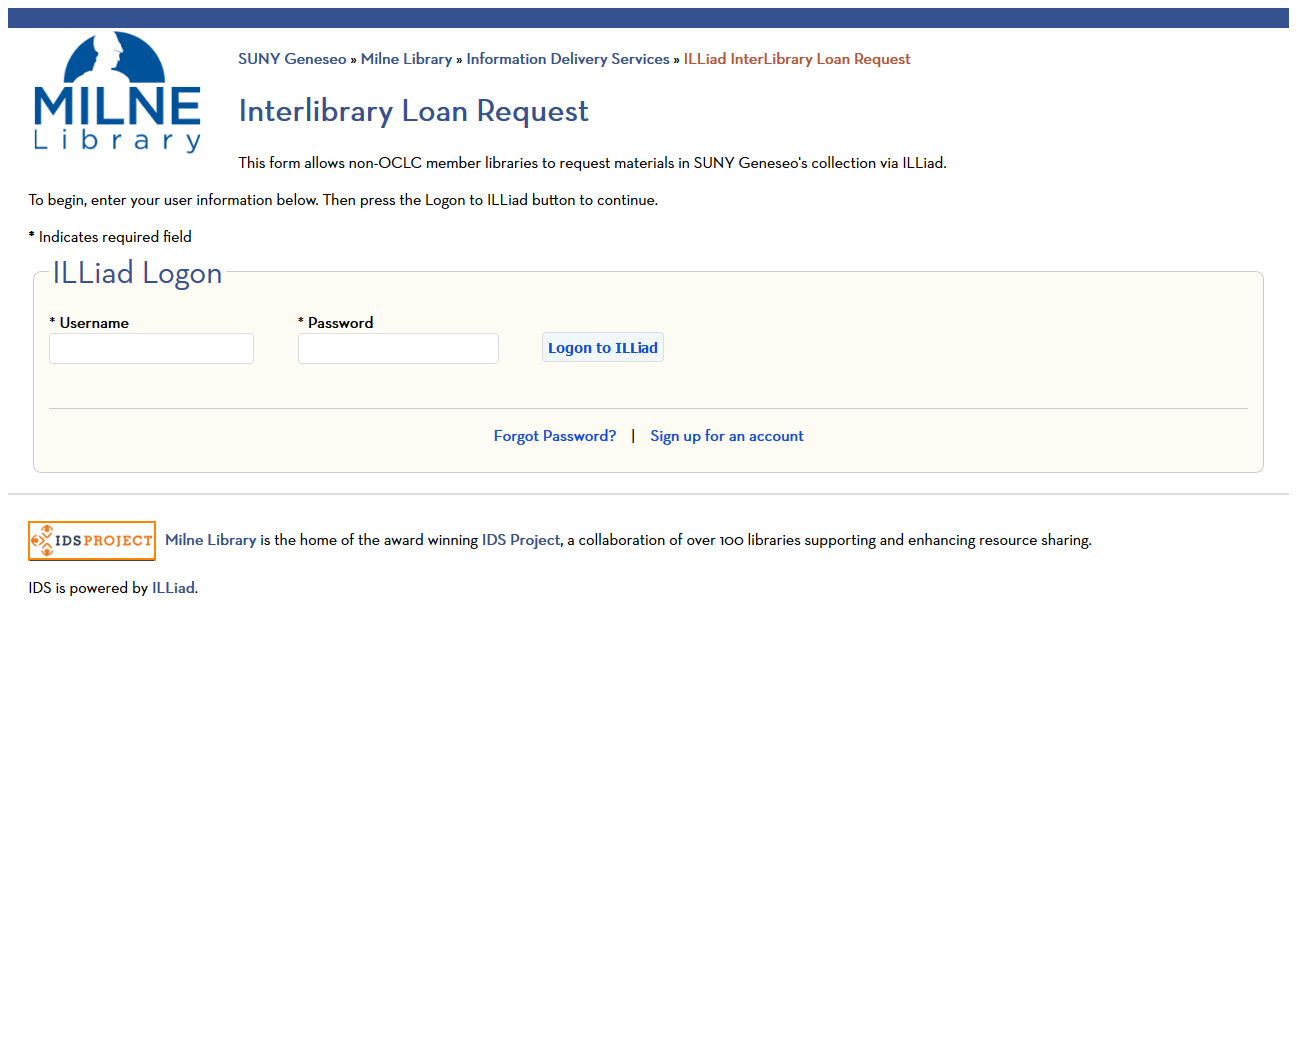 MILNE
Library
SUNY Geneseo » Milne Library » Information Delivery Services » ILLiad InterLibrary Loan Request
Interlibrary Loan Request
This form allows non-OCLC member libraries to request materials in SUNY Geneseo's collection via ILLiad.
To begin, enter your user information below. Then press the Logon to ILLiad button to continue.
* Indicates required field
ILLiad Logon
* Username
* Password
Logon to ILLiad
Forgot Password? | Sign up for an account
IDS PROJECT Milne Library is the home of the award winning IDS Project, a collaboration of over 100 libraries supporting and enhancing resource sharing.
IDS is powered by ILLiad.